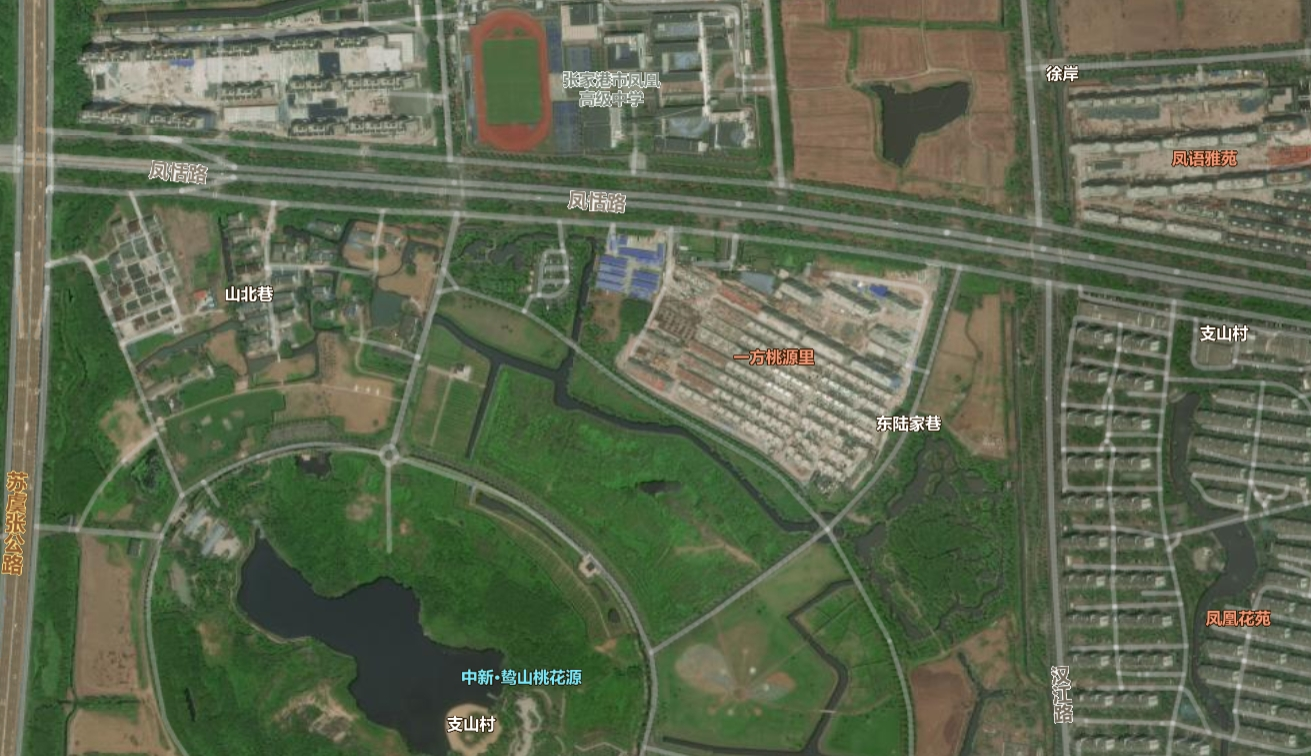 张家港市凤凰
高级中学
徐岸
凤语雅苑
凤恬路
凤恬路
山北巷
支山村
一方桃源里
东陆家巷
苏虞张公路
凤凰花苑
中新·鸷山桃花源
汉江路
支山村